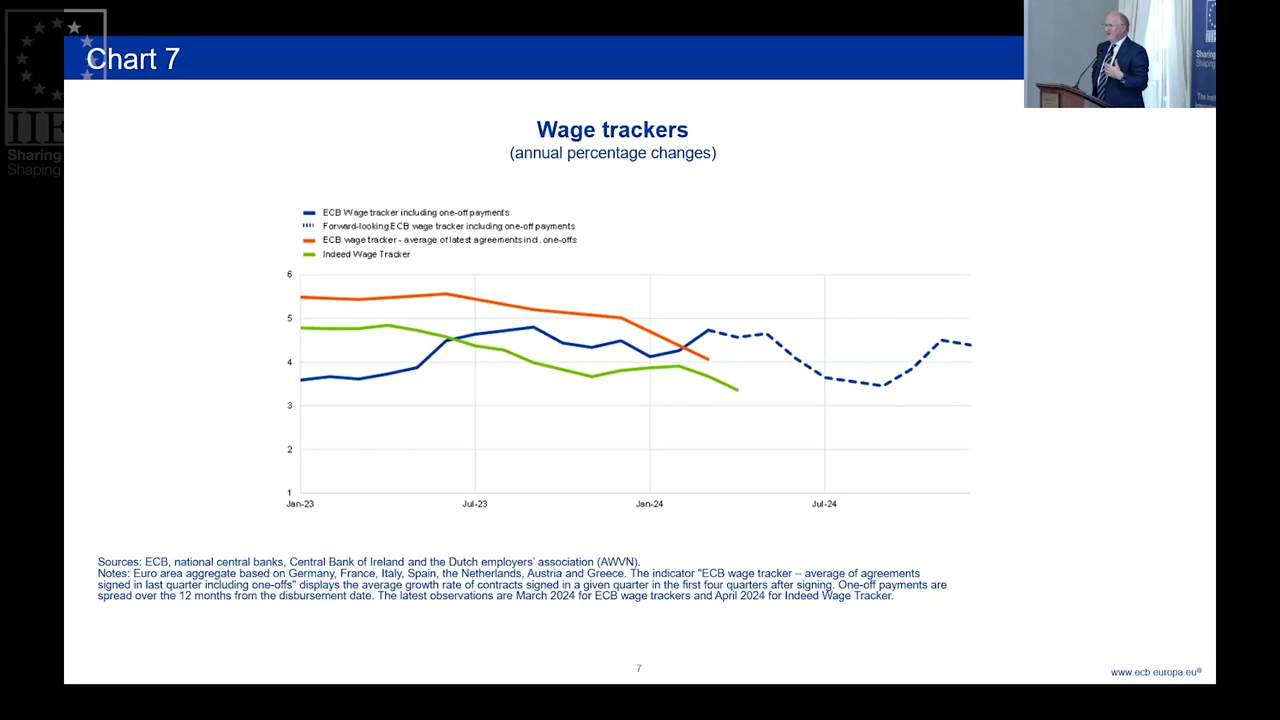 Chart 7
IIE
Sharing
Shaping
Sharing
Shaping
Wage trackers
(annual percentage changes)
ECB Wage tracker including one-off payments
Forward-looking ECB wage tracker including one-off payments
ECB wage tracker - average of latest agreements incl. one-offs
Indeed Wage Tracker
6
5
4
3
2
1
Jan-23
Jul-23
Jan-24
Jul-24
Sources: ECB, national central banks, Central Bank of Ireland and the Dutch employers' association (AWVN).
Notes: Euro area aggregate based on Germany, France, Italy, Spain, the Netherlands, Austria and Greece. The indicator "ECB wage tracker – average of agreements
signed in last quarter including one-offs" displays the average growth rate of contracts signed in a given quarter in the first four quarters after signing. One-off payments are
spread over the 12 months from the disbursement date. The latest observations are March 2024 for ECB wage trackers and April 2024 for Indeed Wage Tracker.
7
www.ecb.europa.eu©